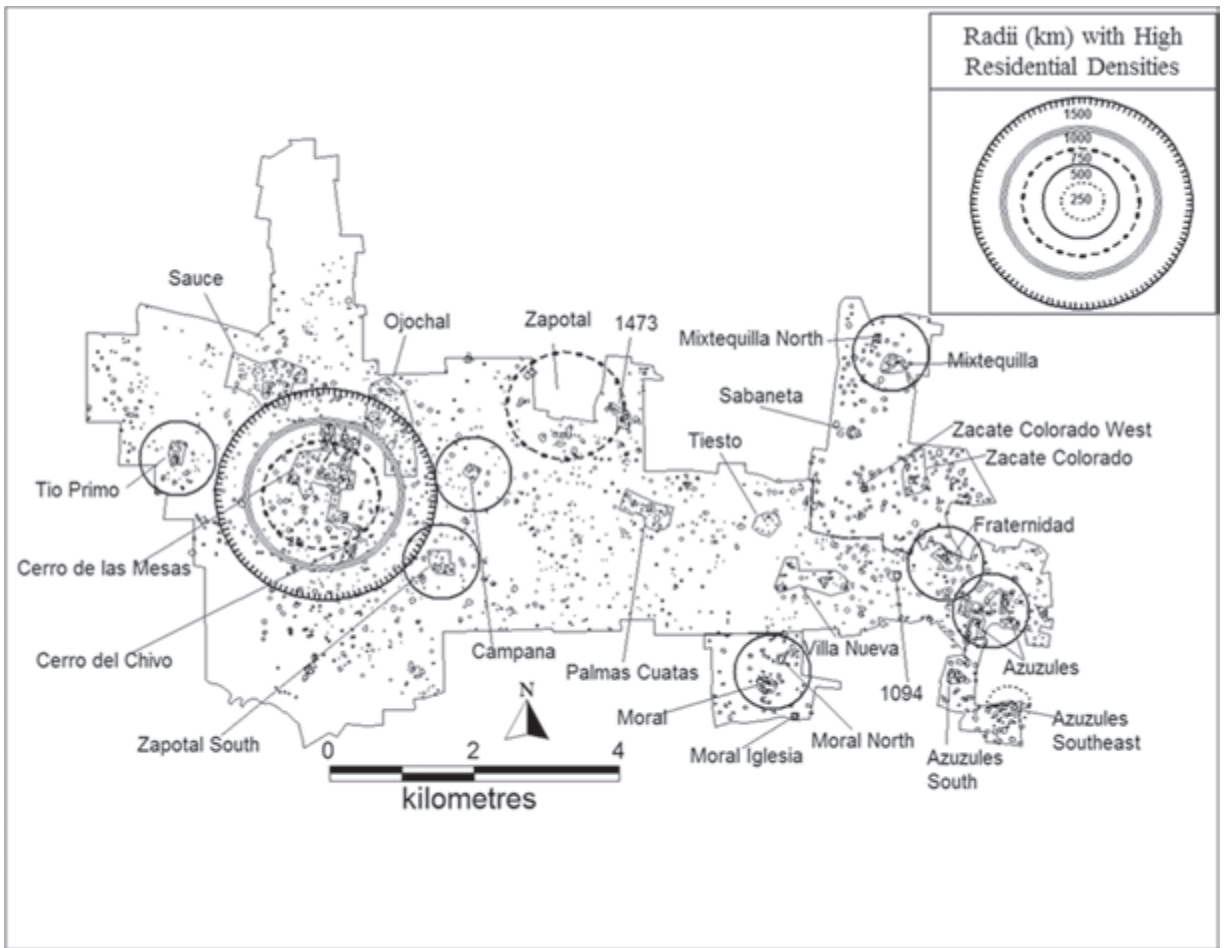 Radii (km) with High
Residential Densities
1500
1000
750
500
250
Sauce
Ojochal
Zapotal
1473
Mixtequilla North
Mixtequilla
Sabaneta
Zacate Colorado West
Tiesto
Zacate Colorado
Tio Primo
Fraternidad
Cerro de las Mesas
Cerro del Chivo
Campana
Palmas Cuatas
Villa Nueva
Azuzules
1094
Zapotal South
N
Moral
Moral North
Moral Iglesia
Azuzules
Southeast
Azuzules
South
0 2 4
kilometres